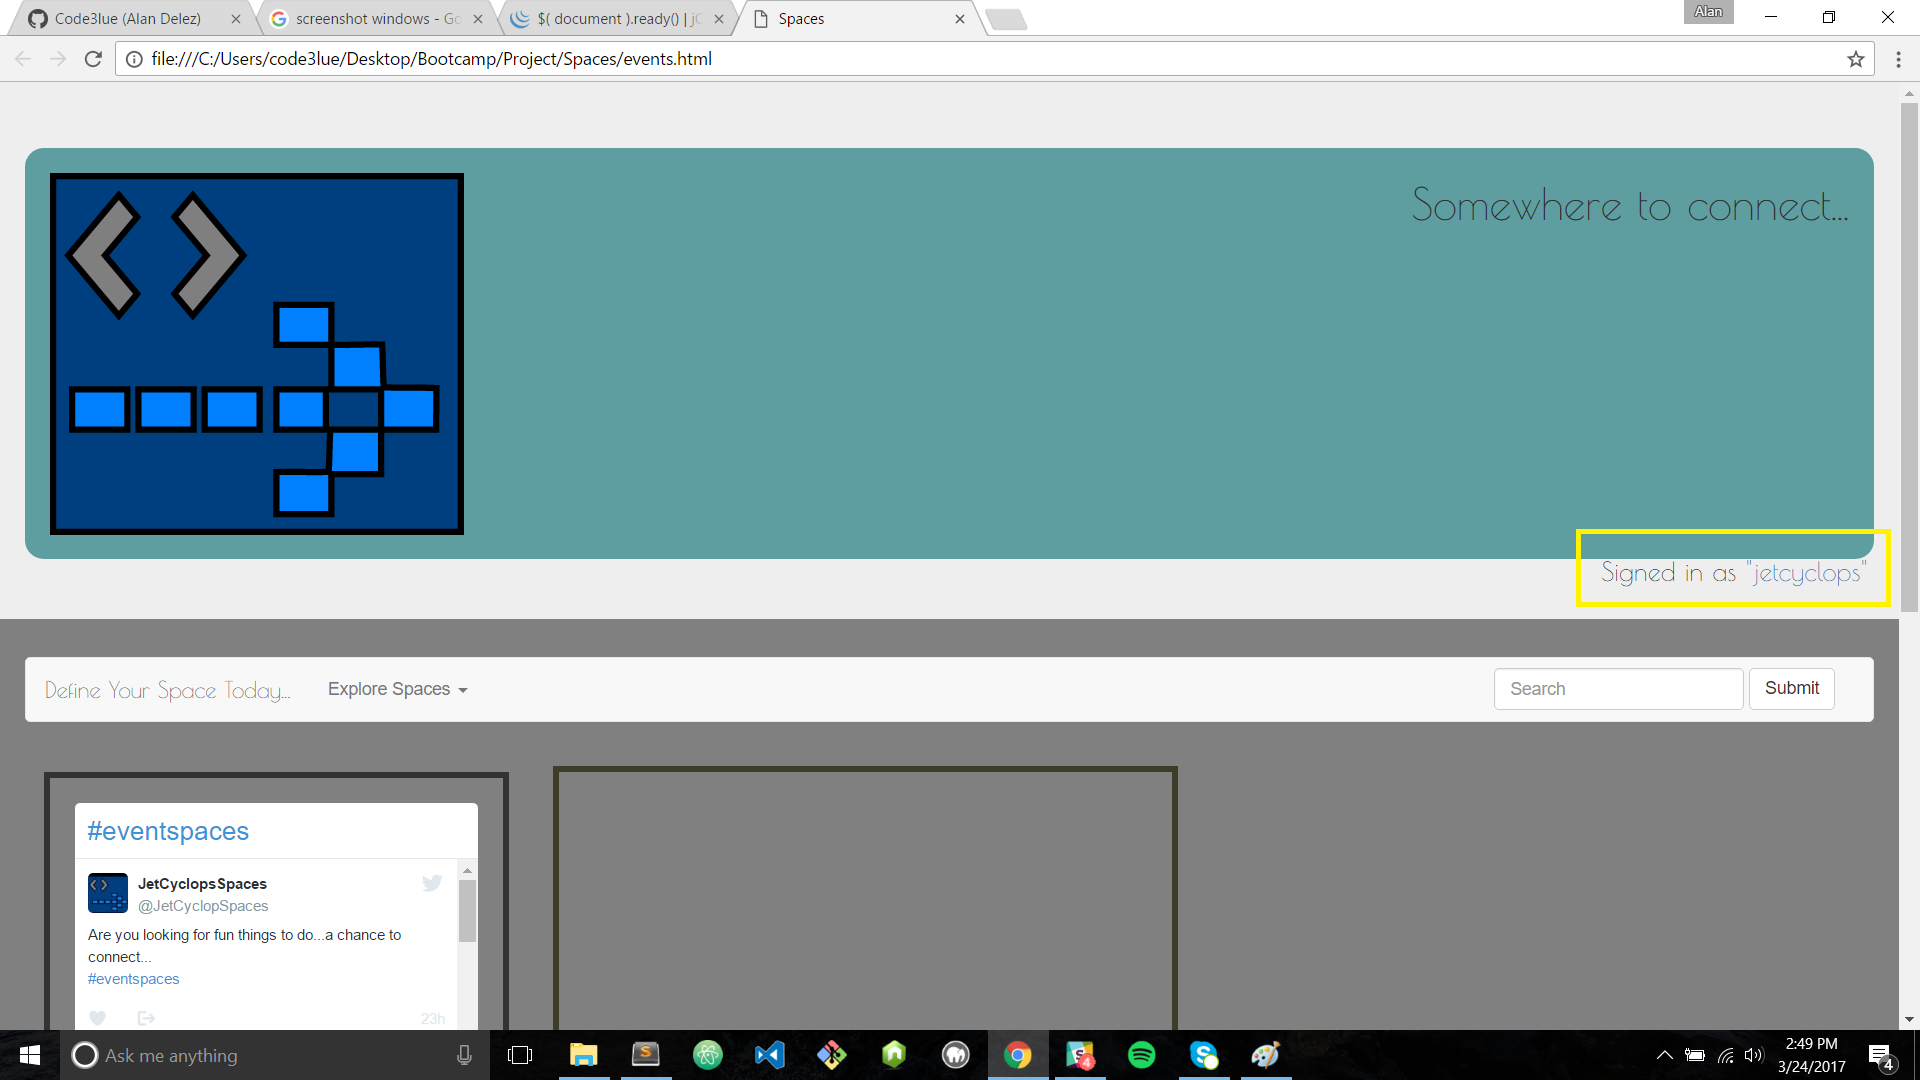 Code3lue (Alan Delez)
screenshot windows - Go
$( document ).ready() | jQ
Spaces
Alan
file:///C:/Users/code3lue/Desktop/Bootcamp/Project/Spaces/events.html
Somewhere to connect...
Signed in as "jetcyclops"
Define Your Space Today...
Explore Spaces
Search
Submit
#eventspaces
JetCyclopsSpaces
@JetCyclopSpaces
Are you looking for fun things to do...a chance to
connect...
#eventspaces
23h
Ask me anything
S
S
4
2:49 PM
3/24/2017
4